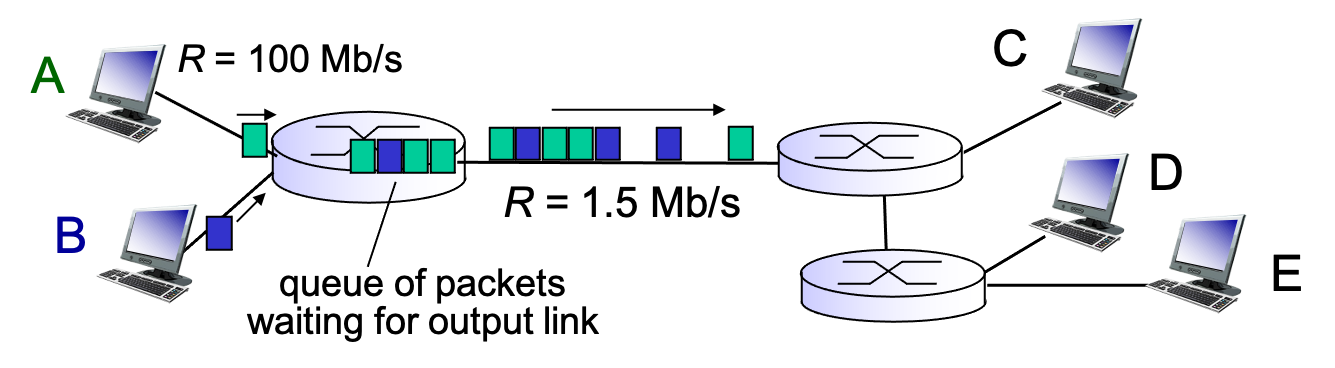 A
R = 100 Mb/s
C
D
B
R = 1.5 Mb/s
E
queue of packets
waiting for output link